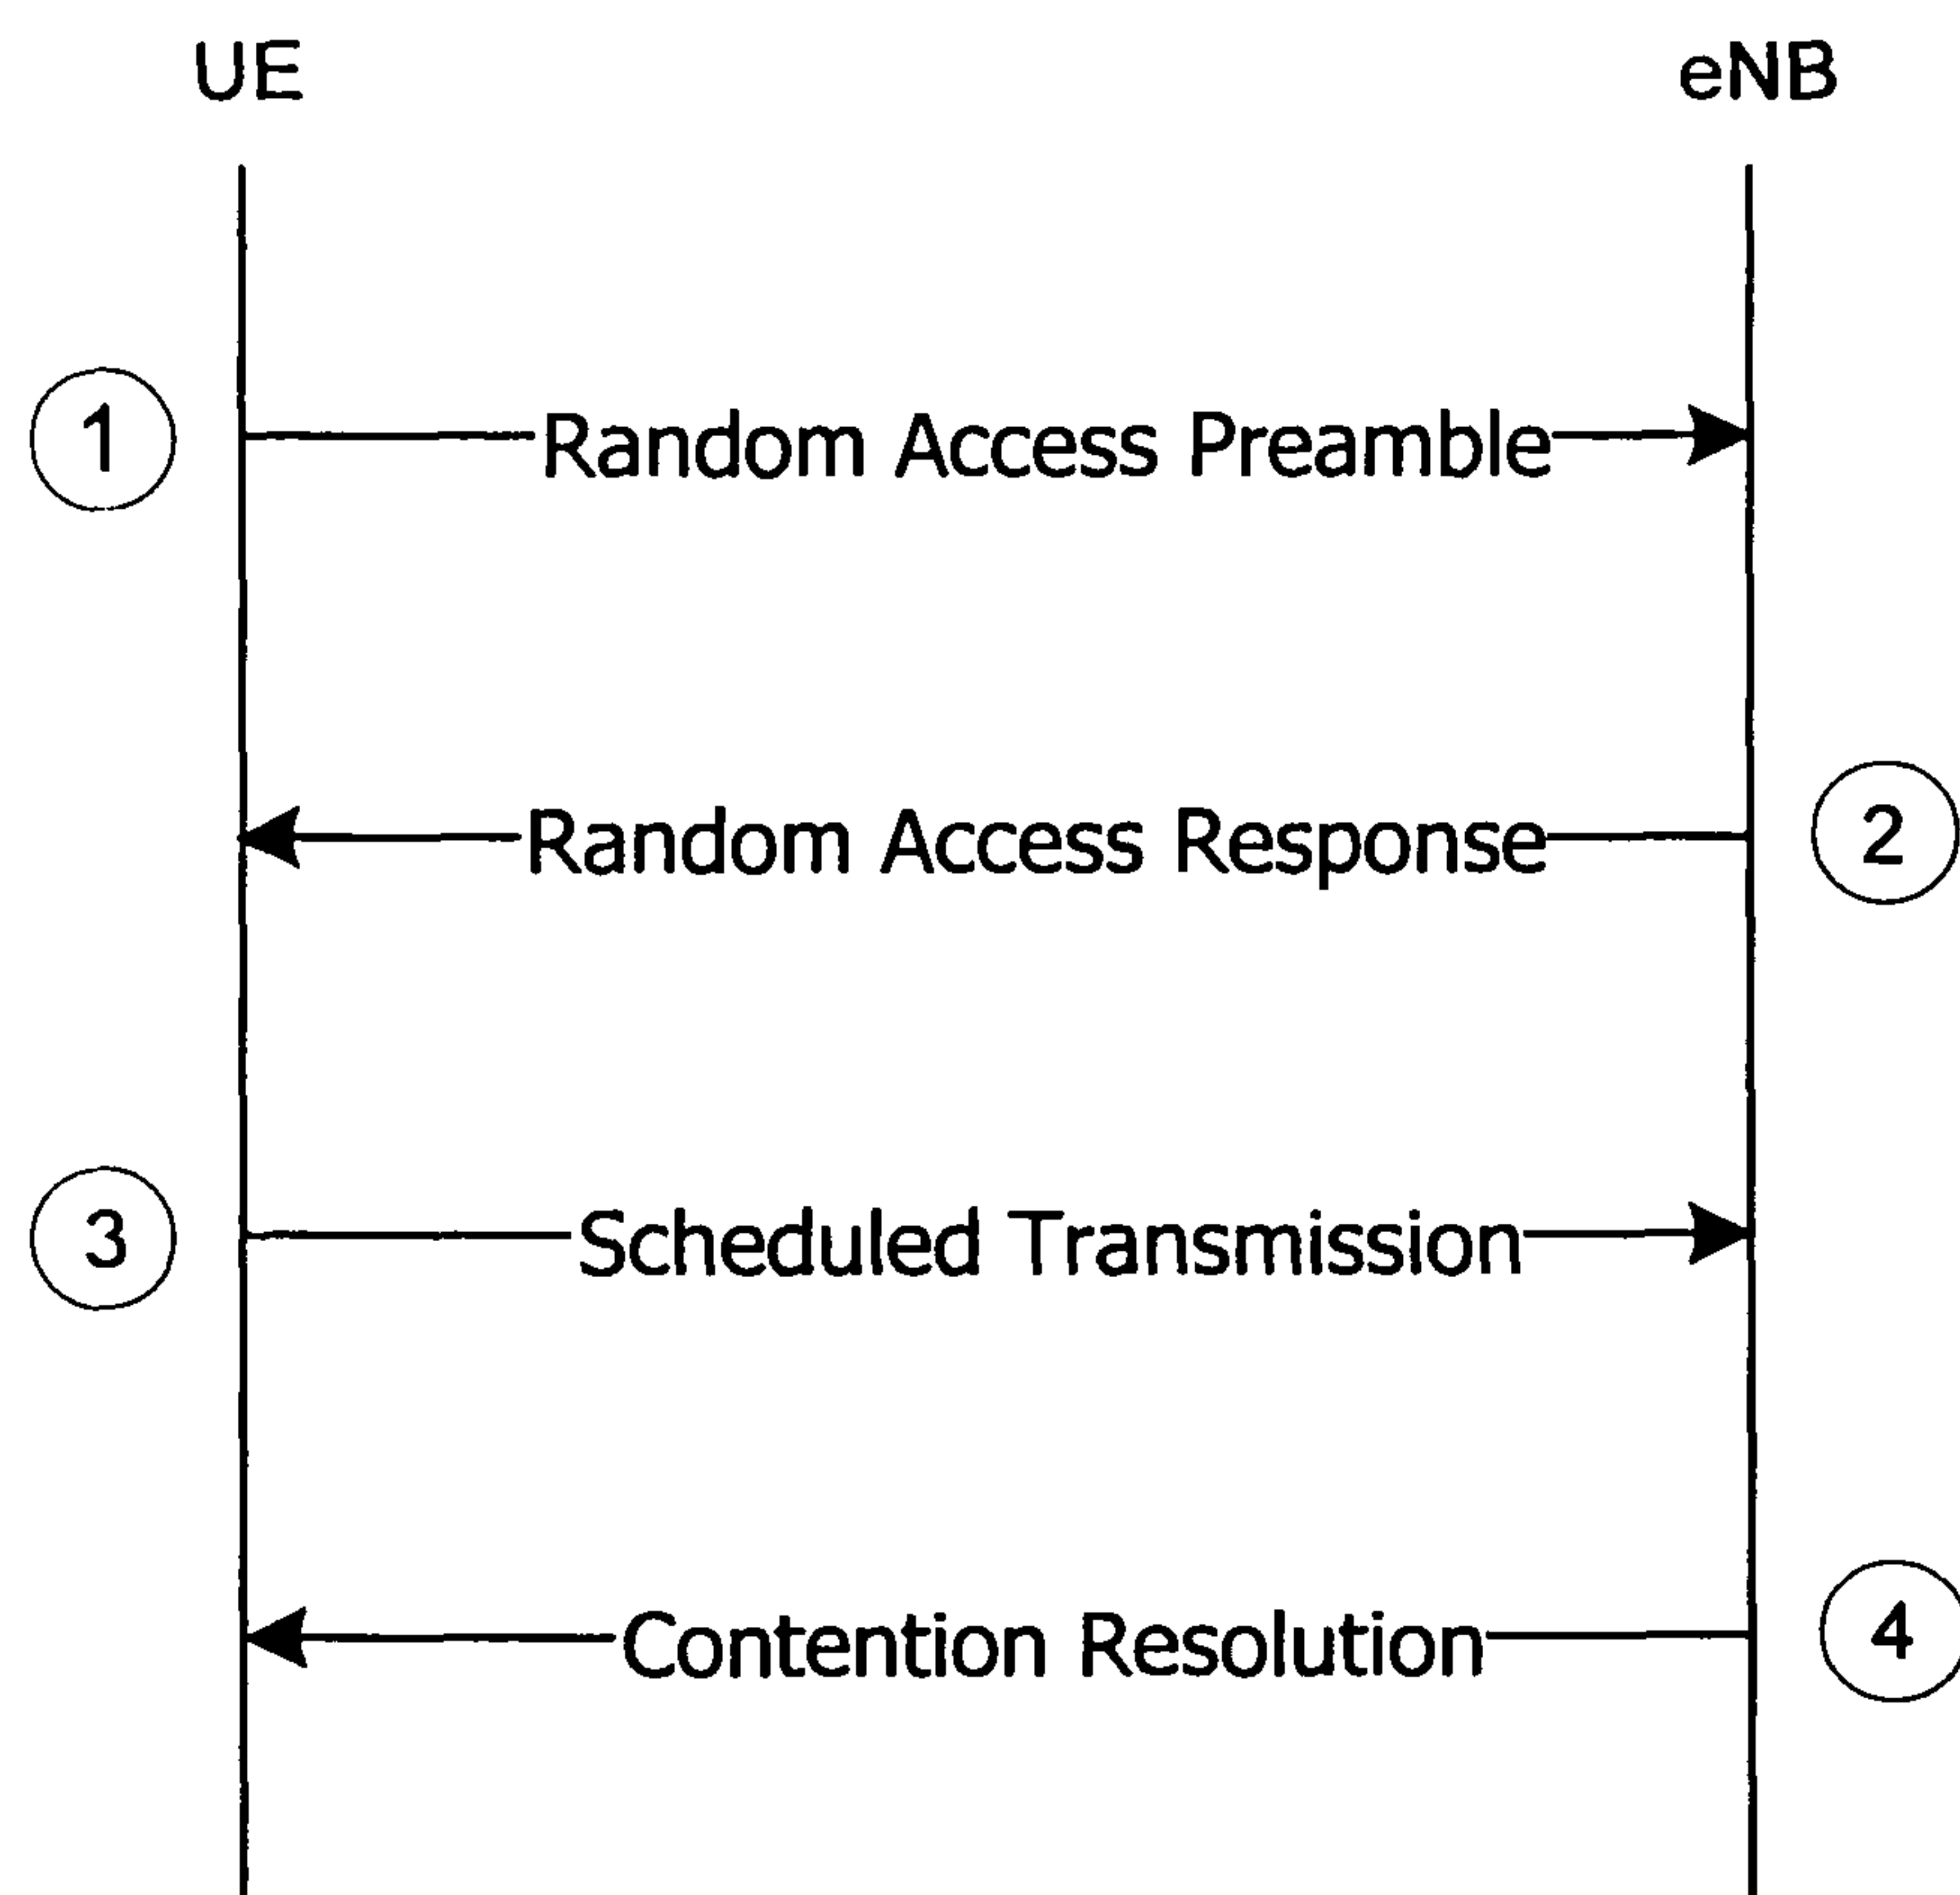 UE
eNB
1
Random Access Preamble
Random Access Response
2
3
Scheduled Transmission
Contention Resolution
4